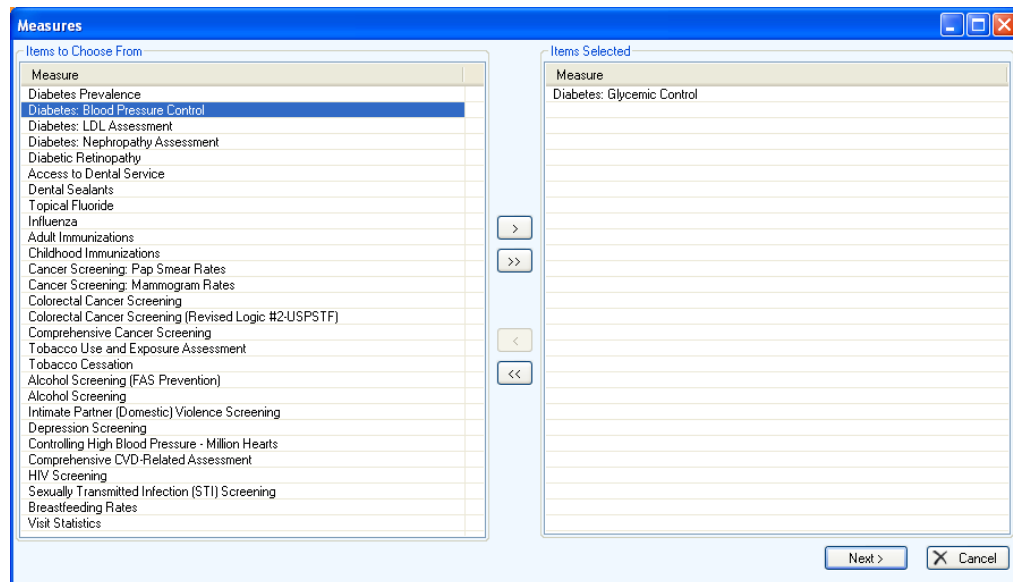 Measures
Items to Choose From
Measure
Diabetes Prevalence
Diabetes: Blood Pressure Control
Diabetes: LDL Assessment
Diabetes: Nephropathy Assessment
Diabetic Retinopathy
Access to Dental Service
Dental Sealants
Topical Fluoride
Influenza
Adult Immunizations
Childhood Immunizations
Cancer Screening: Pap Smear Rates
Cancer Screening: Mammogram Rates
Colorectal Cancer Screening
Colorectal Cancer Screening (Revised Logic #2-USPSTF)
Comprehensive Cancer Screening
Tobacco Use and Exposure Assessment
Tobacco Cessation
Alcohol Screening (FAS Prevention)
Alcohol Screening
Intimate Partner (Domestic) Violence Screening
Depression Screening
Controlling High Blood Pressure - Million Hearts
Comprehensive CVD-Related Assessment
HIV Screening
Sexually Transmitted Infection (STI) Screening
Breastfeeding Rates
Visit Statistics
>
>>
<
<<
Items Selected
Measure
Diabetes: Glycemic Control
Next >
Cancel